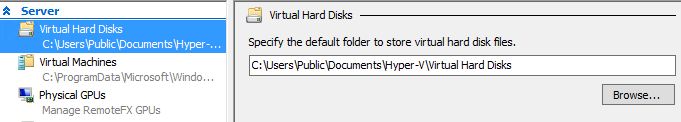 Server
Virtual Hard Disks
C:\Users\Public\Documents\Hyper-...
Virtual Machines
C:\ProgramData\Microsoft\Windo...
Physical GPUs
Manage RemoteFX GPUs
Virtual Hard Disks
Specify the default folder to store virtual hard disk files.
C:\Users\Public\Documents\Hyper-V\Virtual Hard Disks
Browse...